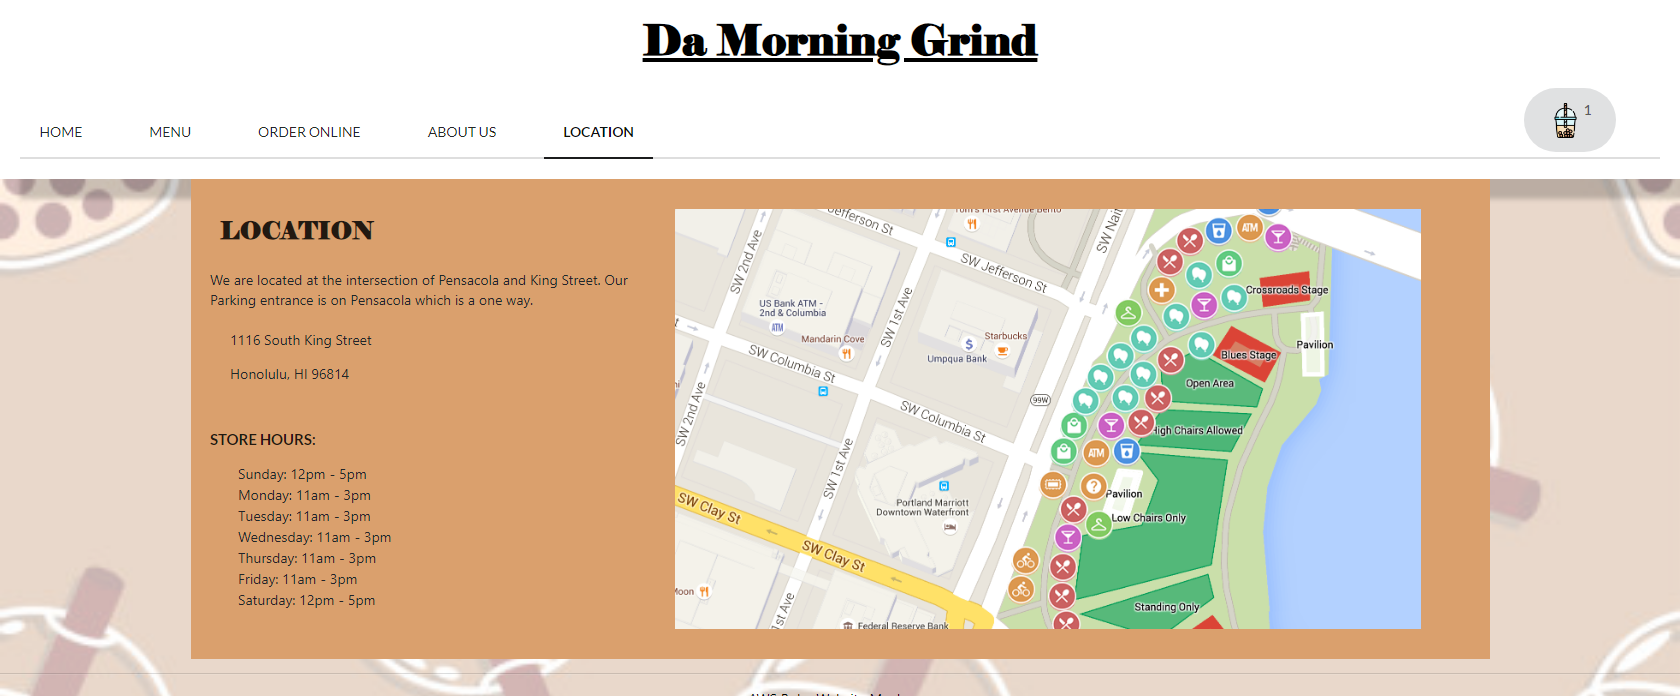 Da Morning Grind
1
HOME
MENU
ORDER ONLINE
ABOUT US
LOCATION
LOCATION
We are located at the intersection of Pensacola and King Street. Our
Parking entrance is on Pensacola which is a one way.
1116 South King Street
Honolulu, HI 96814
STORE HOURS:
Sunday: 12pm - 5pm
Monday: 11am - 3pm
Tuesday: 11am - 3pm
Wednesday: 11am - 3pm
Thursday: 11am - 3pm
Friday: 11am - 3pm
Saturday: 12pm - 5pm
Jefferson St
SW Nait
ATM
SW 2nd Ave
SW Jefferson St
Crossroads Stage
US Bank ATM -
2nd & Columbia
ATM
SW 1st Ave
Mandarin Cove
Starbucks
Umpqua Bank
$
Pavilion
Blues Stage
SW Columbia St
Open Area
99W
SW 2nd Ave
SW Columbia St
High Chairs Allowed
SW 1st Ave
ATM
?
Pavilion
SW Clay St
Portland Marriott
Downtown Waterfront
Low Chairs Only
SW Clay St
Moon
1st Ave
Standing Only
Federal Reserve Bank